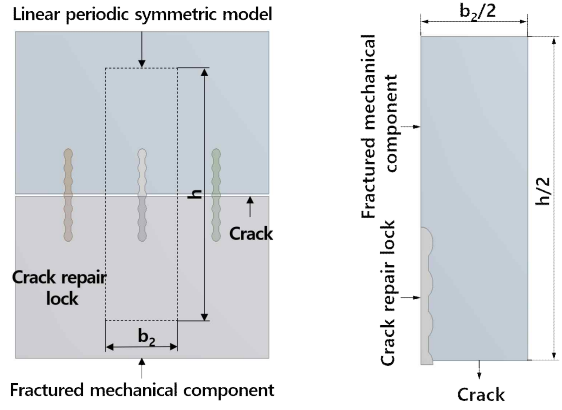 Linear periodic symmetric model
h
Crack
Crack repair
lock
b₂
Fractured mechanical component
b₂/2
Fractured mechanical
component
h/2
Crack repair lock
Crack